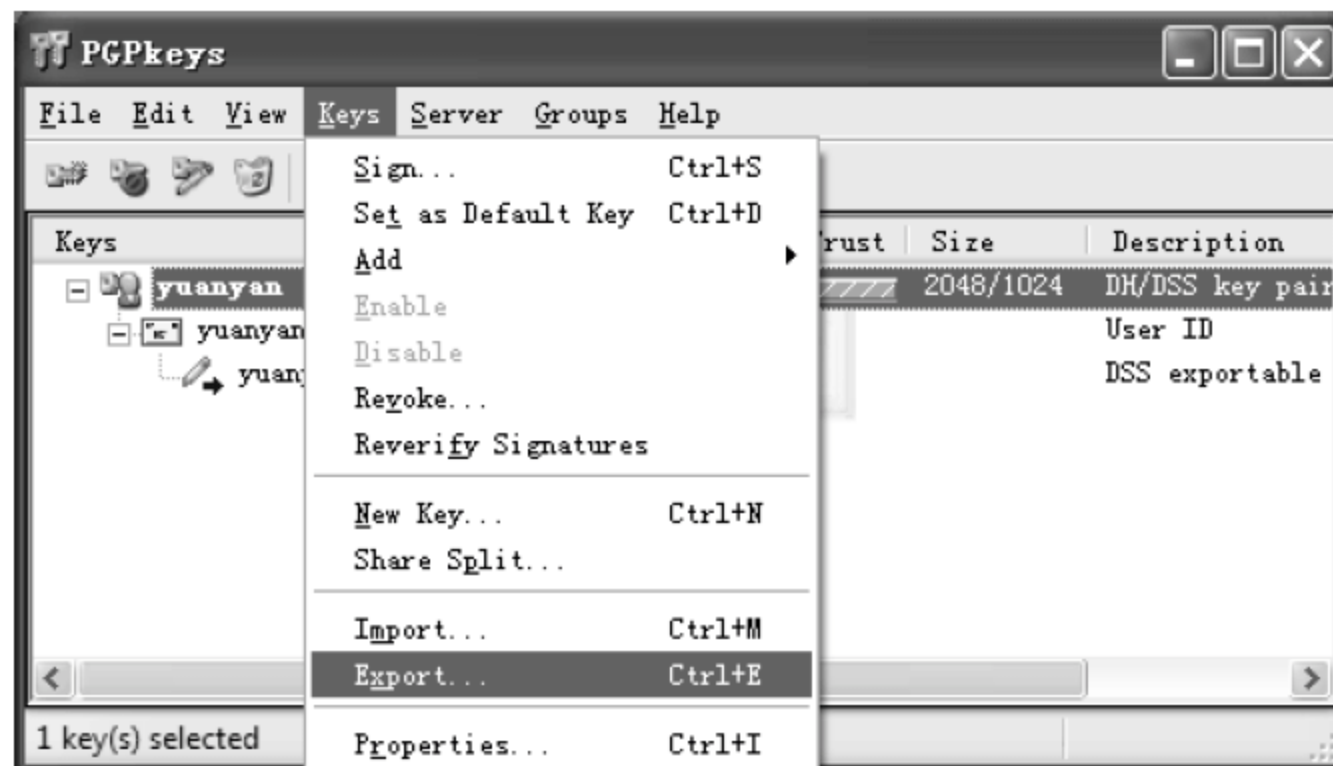 PGPkeys
File Edit View Keys Server Groups Help
Sign... Ctrl+S
Set as Default Key Ctrl+D
Keys rust Size Description
Add
yuanyan 2048/1024 DH/DSS key pair
Enable
yuanyan User ID
Disable
yuany DSS exportable
Revoke...
Reverify Signatures
New Key... Ctrl+N
Share Split...
Import... Ctrl+M
Export... Ctrl+E
1 key(s) selected
Properties... Ctrl+I